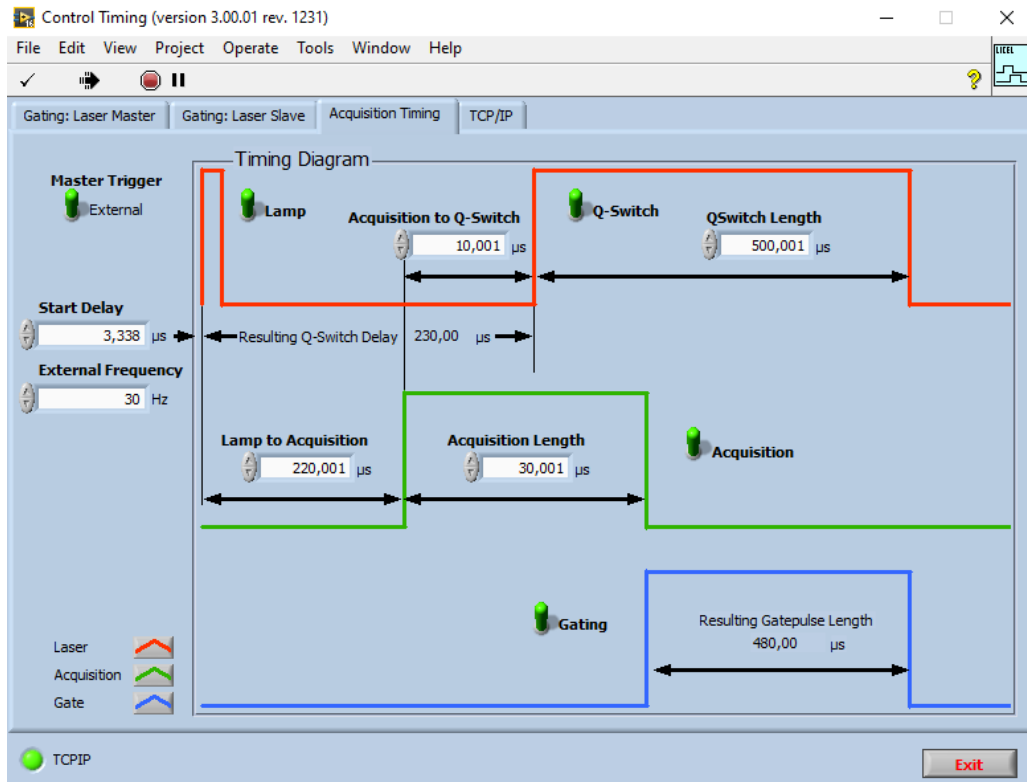 Control Timing (version 3.00.01 rev. 1231)
File Edit View Project Operate Tools Window Help
LICEL
Gating: Laser Master Gating: Laser Slave Acquisition Timing TCP/IP
Timing Diagram
Master Trigger
External
Lamp
Acquisition to Q-Switch
10,001 µs
Q-Switch
QSwitch Length
500,001 µs
Start Delay
3,338 µs
Resulting Q-Switch Delay 230,00 µs
External Frequency
30 Hz
Lamp to Acquisition
220,001 µs
Acquisition Length
30,001 µs
Acquisition
Gating
Resulting Gatepulse Length
480,00 µs
Laser
Acquisition
Gate
TCPIP
Exit